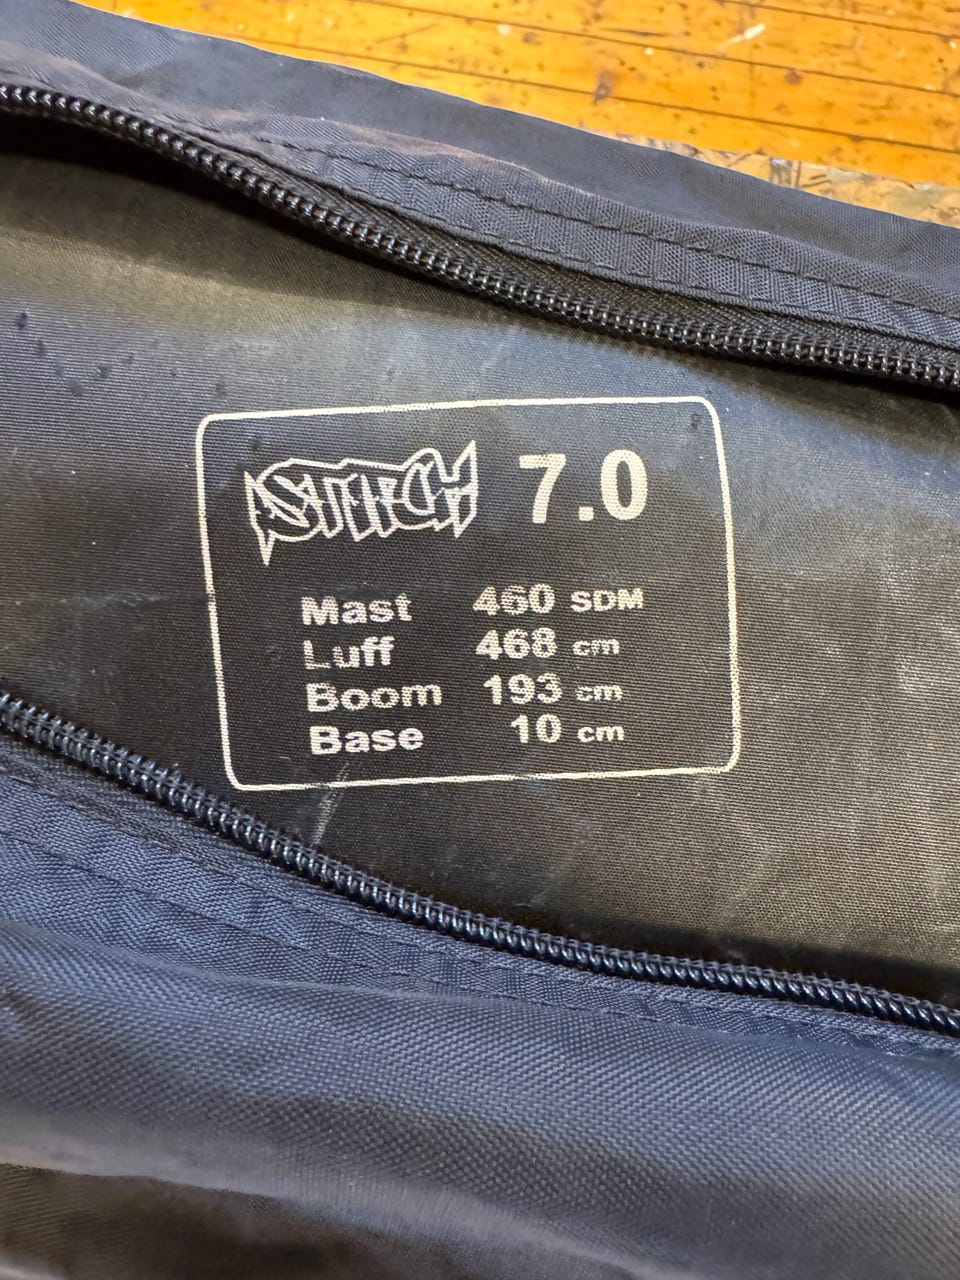 STITCH 7.0
Mast 460 SDM
Luff 468 cm
Boom 193 cm
Base 10 cm